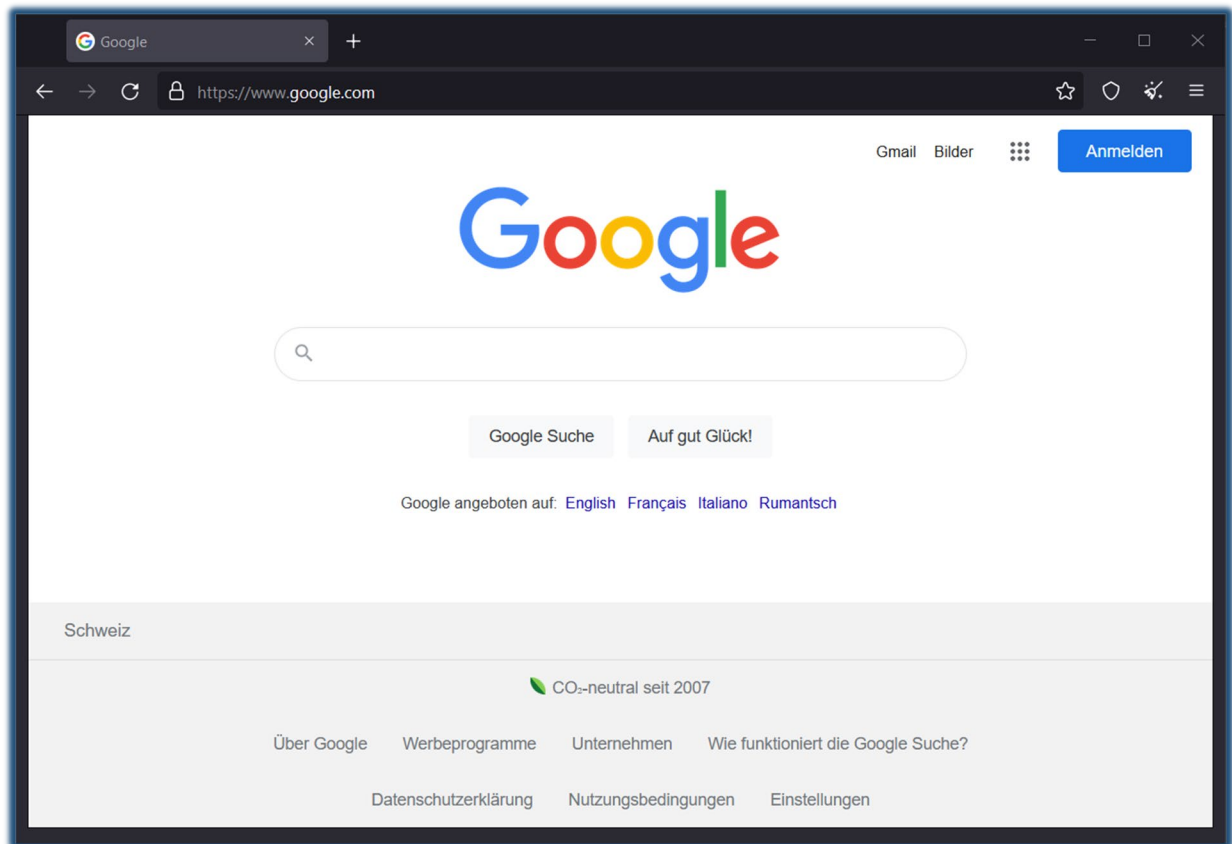 Google
https://www.google.com
Gmail Bilder Anmelden
Google
Google Suche Auf gut Glück!
Google angeboten auf: English Français Italiano Rumantsch
Schweiz
CO₂-neutral seit 2007
Über Google Werbeprogramme Unternehmen Wie funktioniert die Google Suche?
Datenschutzerklärung Nutzungsbedingungen Einstellungen